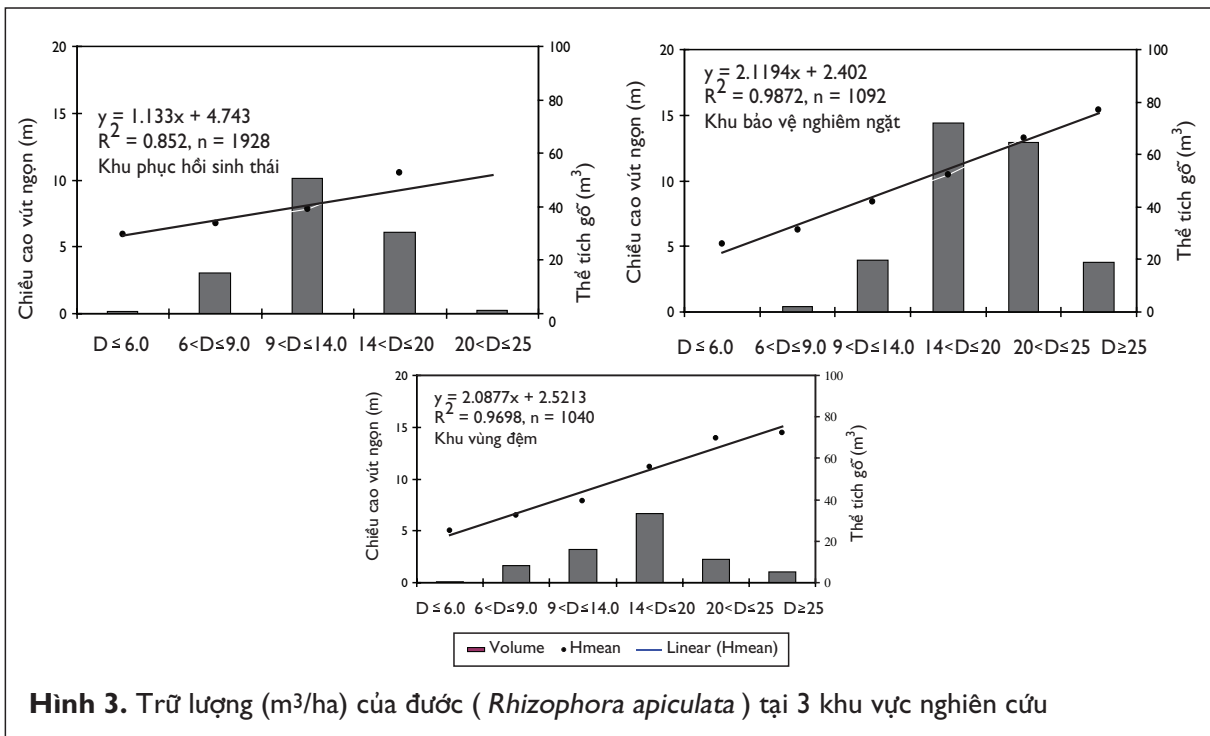 20
15
10
5
0
Chiều cao vút ngọn (m)
y = 1.133x + 4.743
R2 = 0.852, n = 1928
Khu phục hồi sinh thái
100
80
60
40
20
0
Thể tích gỗ (m3)
D ≤ 6.0 6<D≤9.0 9<D≤14.0 14<D≤20 20<D≤25
20
15
10
5
0
Chiều cao vút ngọn (m)
y = 2.1194x + 2.402
R2 = 0.9872, n = 1092
Khu bảo vệ nghiêm ngặt
100
80
60
40
20
0
Thể tích gỗ (m3)
D ≤ 6.0 6<D≤9.0 9<D≤14.0 14<D≤20 20<D≤25 D≥25
20
15
10
5
0
Chiều cao vút ngọn (m)
y = 2.0877x + 2.5213
R2 = 0.9698, n = 1040
Khu vùng đệm
100
80
60
40
20
0
Thể tích gỗ (m3)
D ≤ 6.0 6<D≤9.0 9<D≤14.0 14<D≤20 20<D≤25 D≥25
Volume Hmean Linear (Hmean)
Hình 3. Trữ lượng (m3/ha) của đước ( Rhizophora apiculata ) tại 3 khu vực nghiên cứu